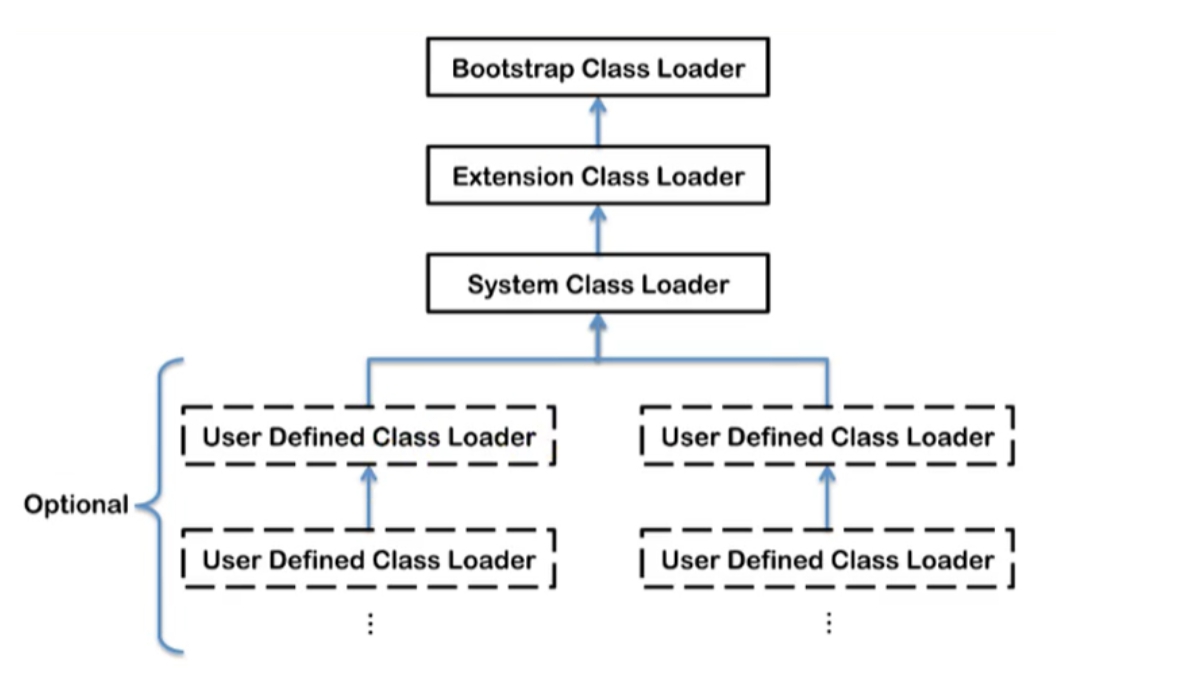 Bootstrap Class Loader
Extension Class Loader
System Class Loader
User Defined Class Loader
User Defined Class Loader
Optional
User Defined Class Loader
User Defined Class Loader